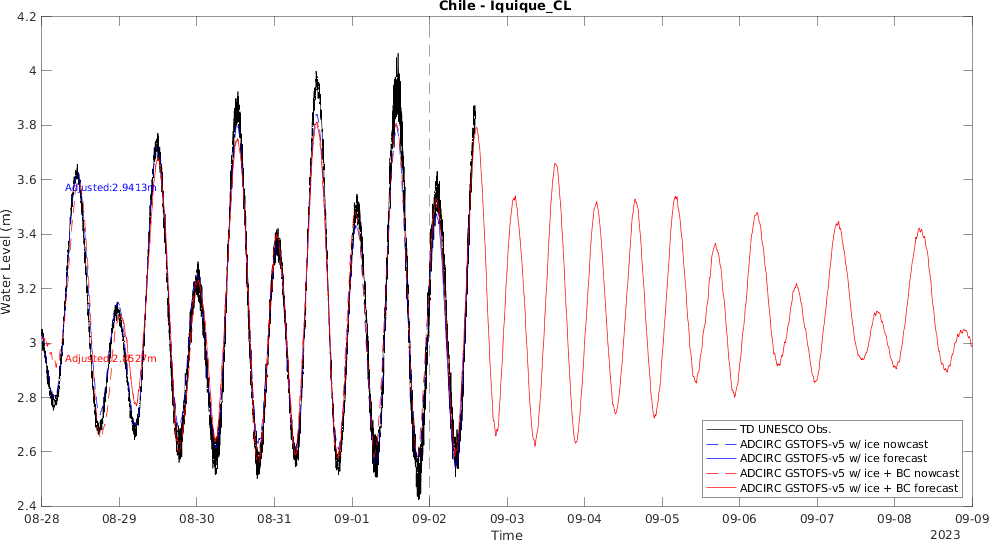 Chile - Iquique_CL
4.2
4
3.8
3.6
3.4
3.2
3
2.8
2.6
2.4
Water Level (m)
Adjusted:2.9413m
Adjusted:2.8527m
TD UNESCO Obs.
ADCIRC GSTOFS-v5 w/ ice nowcast
ADCIRC GSTOFS-v5 w/ ice forecast
ADCIRC GSTOFS-v5 w/ ice + BC nowcast
ADCIRC GSTOFS-v5 w/ ice + BC forecast
08-28 08-29 08-30 08-31 09-01 09-02 09-03 09-04 09-05 09-06 09-07 09-08 09-09
Time
2023